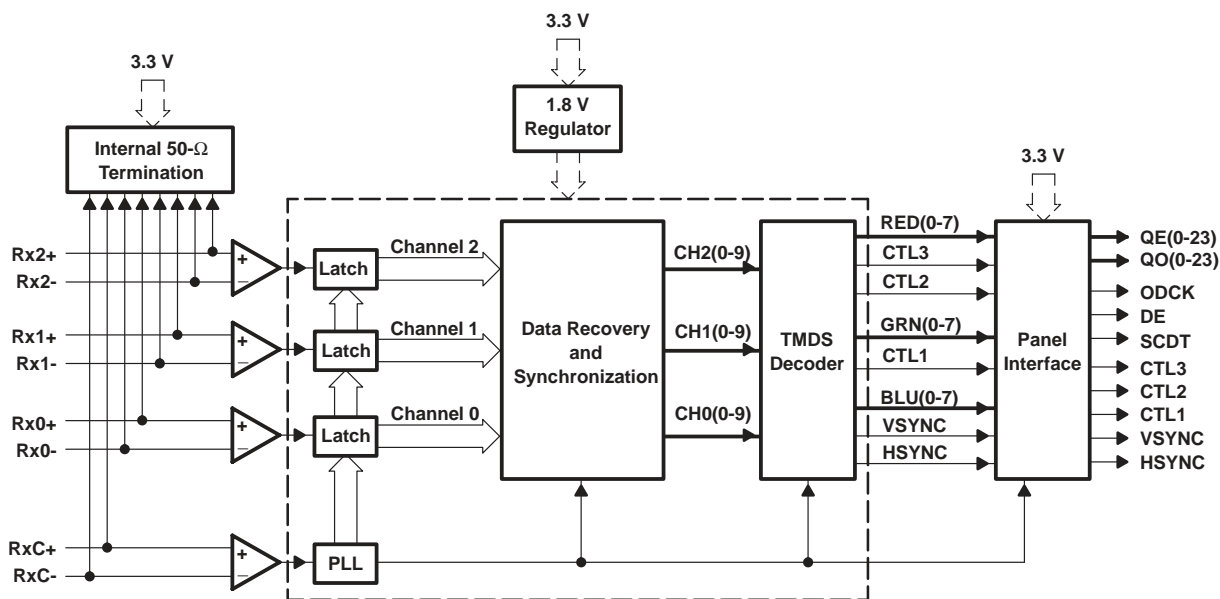 3.3 V
3.3 V
1.8 V
Regulator
Internal 50-Ω
Termination
3.3 V
Rx2+
Rx2-
+
−
Latch
Channel 2
CH2(0-9)
RED(0-7)
CTL3
CTL2
QE(0-23)
QO(0-23)
ODCK
DE
SCDT
Rx1+
Rx1-
+
−
Latch
Channel 1
Data Recovery
and
Synchronization
CH1(0-9)
TMDS
Decoder
GRN(0-7)
CTL1
Panel
Interface
CTL3
CTL2
CTL1
VSYNC
HSYNC
Rx0+
Rx0-
+
−
Latch
Channel 0
CH0(0-9)
BLU(0-7)
VSYNC
HSYNC
RxC+
RxC-
+
−
PLL